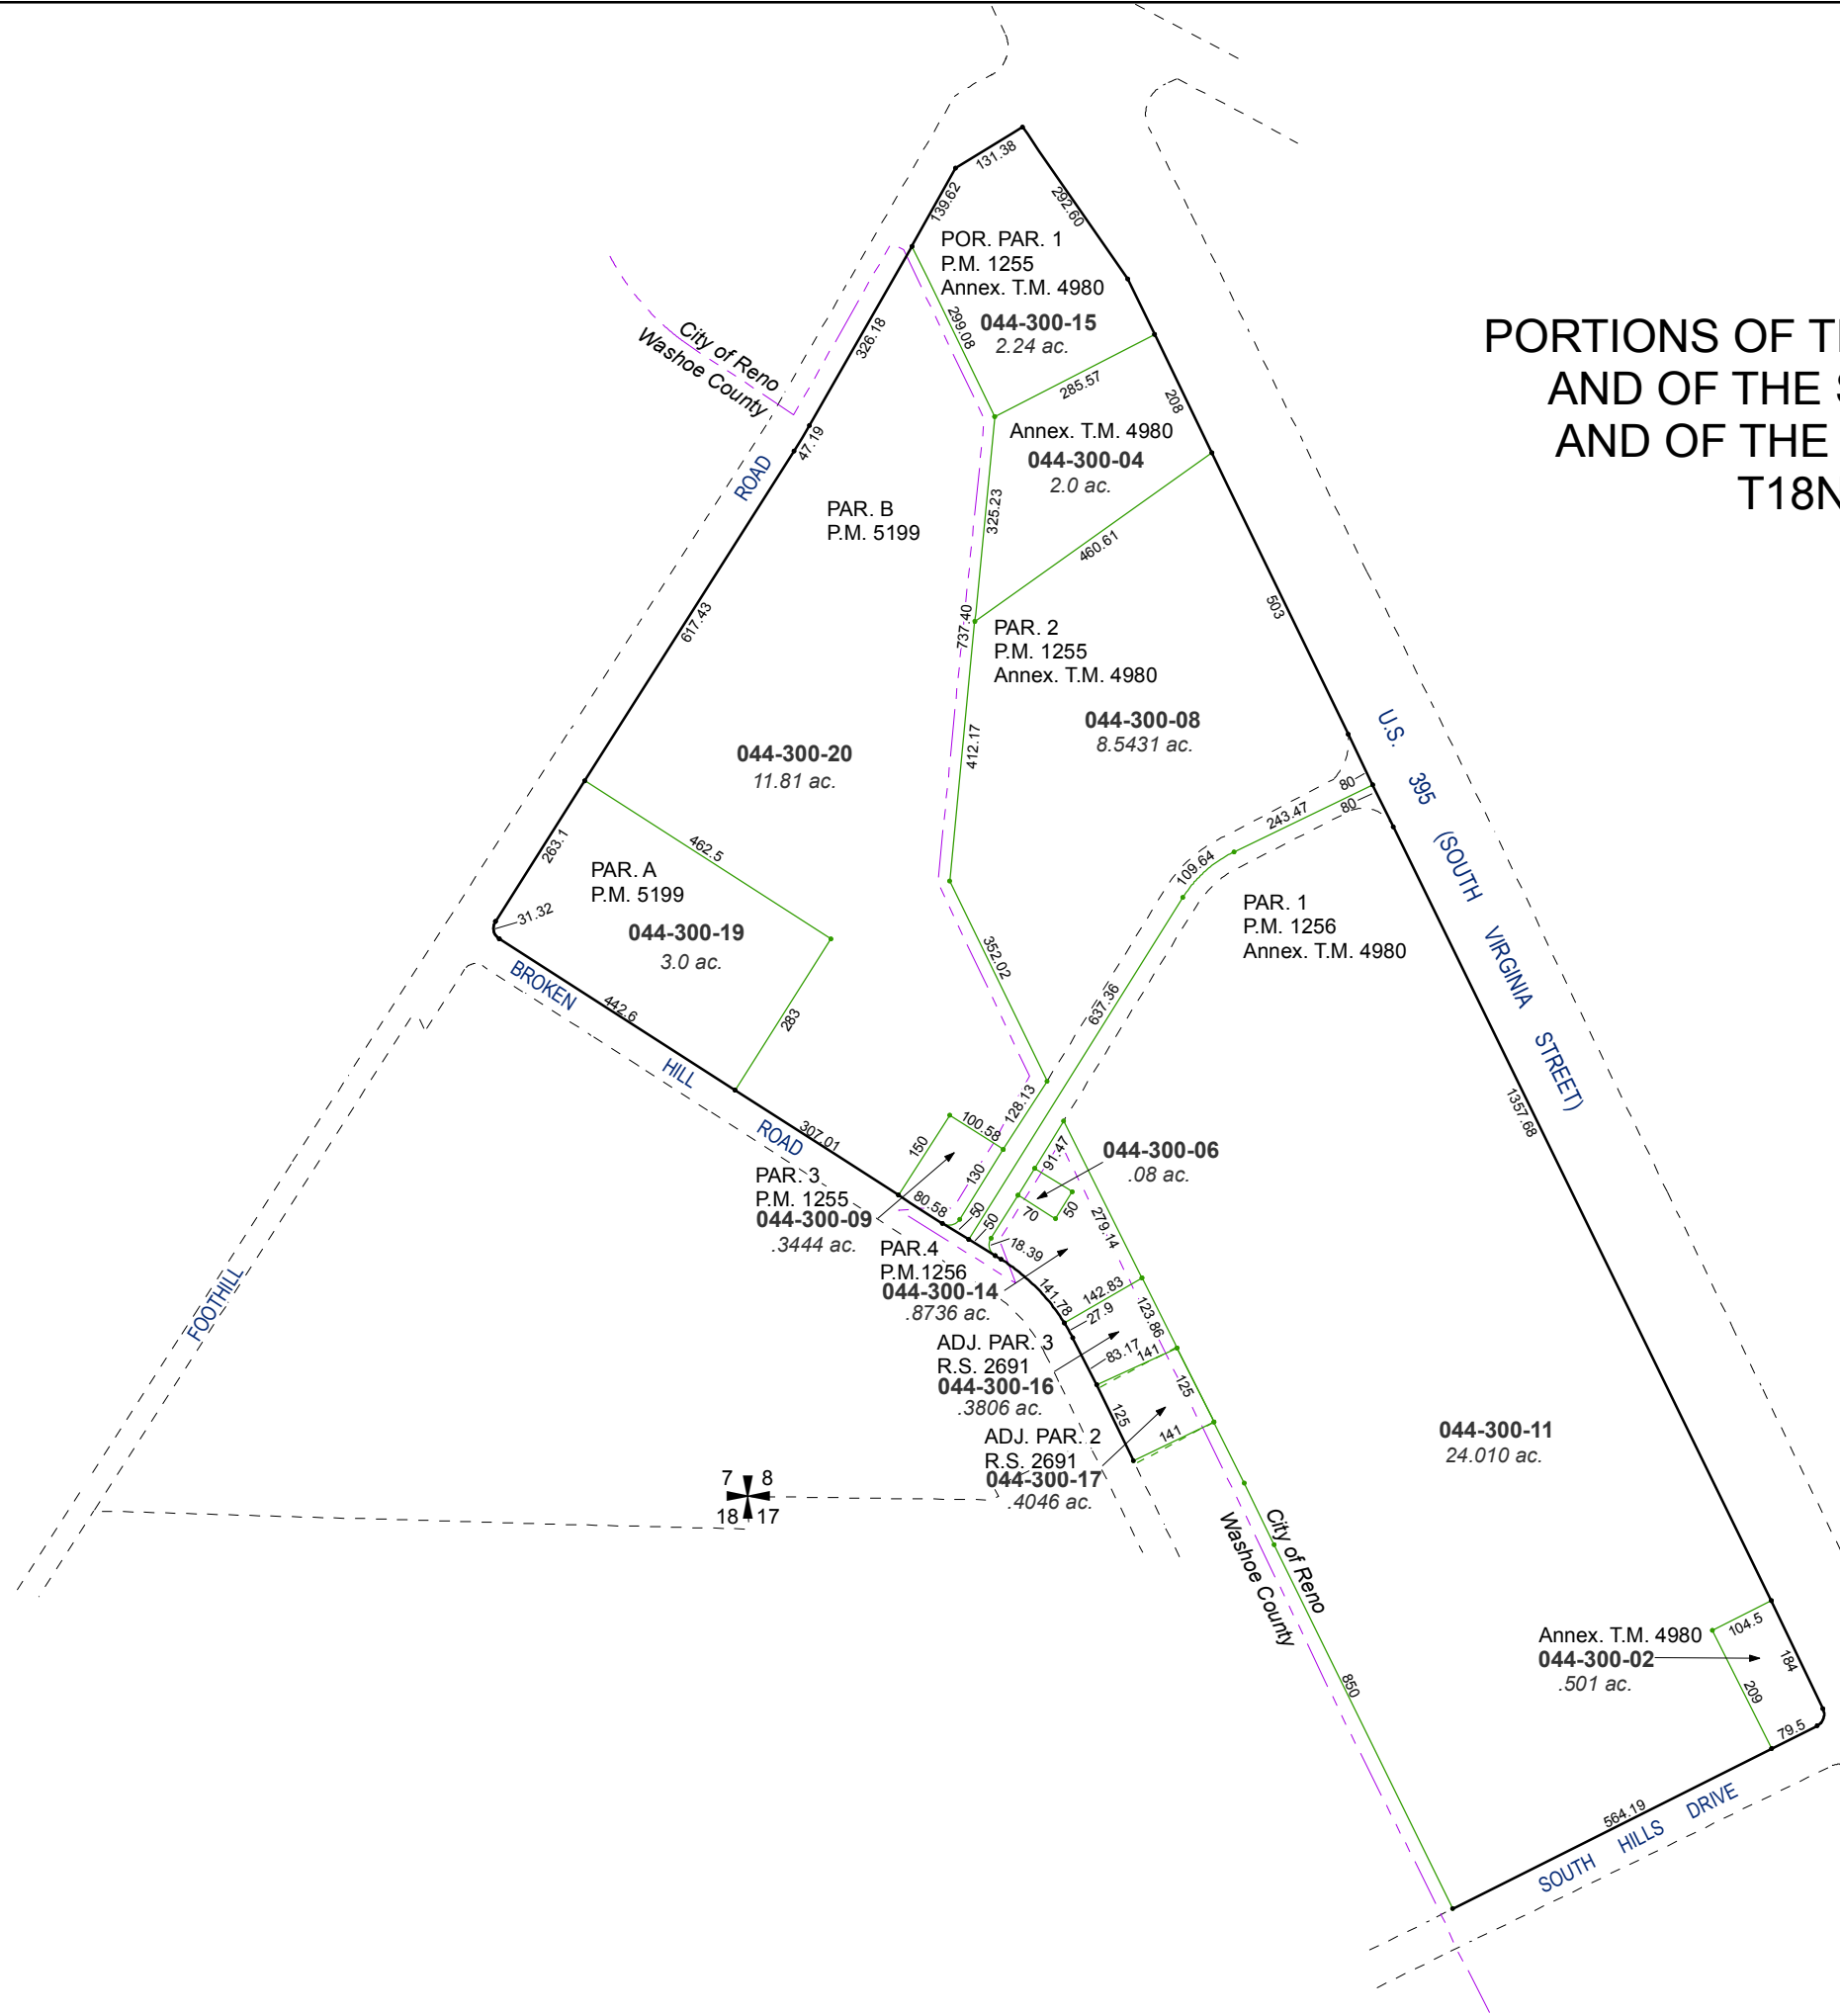 131.38
139.62
292.60
POR. PAR. 1
P.M. 1255
Annex. T.M. 4980
044-300-15
2.24 ac.
299.08
326.18
City of Reno
Washoe County
285.57
208
47.19
ROAD
Annex. T.M. 4980
044-300-04
2.0 ac.
PORTIONS OF
AND OF THE
AND OF THE
T18N
PAR. B
P.M. 5199
325.23
460.61
503
617.43
737.40
PAR. 2
P.M. 1255
Annex. T.M. 4980
044-300-08
8.5431 ac.
412.17
044-300-20
11.81 ac.
U.S. 395 (SOUTH VIRGINIA STREET)
80
80
243.47
109.64
263.1
462.5
PAR. A
P.M. 5199
31.32
044-300-19
3.0 ac.
PAR. 1
P.M. 1256
Annex. T.M. 4980
352.02
637.36
BROKEN HILL ROAD
442.6
283
1357.68
128.13
100.58
150
307.01
130
91.47
044-300-06
.08 ac.
PAR. 3
P.M. 1255
044-300-09
.3444 ac.
80.58
50
50
70
50
279.14
18.39
PAR.4
P.M.1256
044-300-14
.8736 ac.
141.78
142.83
27.9
123.86
ADJ. PAR. 3
R.S. 2691
044-300-16
.3806 ac.
83.17
141
125
125
ADJ. PAR. 2
R.S. 2691
044-300-17
.4046 ac.
141
FOOTHILL
7 8
18 17
044-300-11
24.010 ac.
City of Reno
Washoe County
850
Annex. T.M. 4980
044-300-02
.501 ac.
104.5
184
209
79.5
564.19
SOUTH HILLS DRIVE